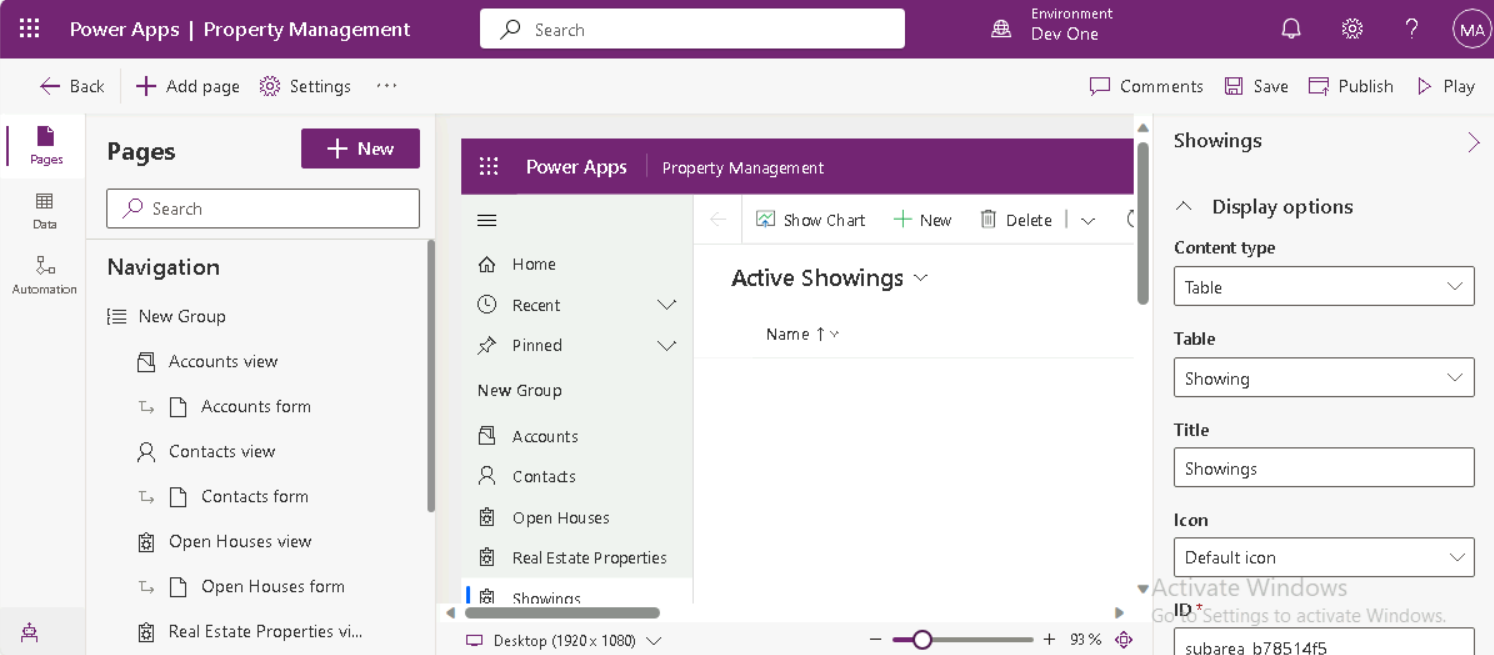 Power Apps | Property Management
Search
Environment
Dev One
MA
Back
Add page
Settings
Comments
Save
Publish
Play
Pages
Data
Automation
Pages
New
Search
Navigation
New Group
Accounts view
Accounts form
Contacts view
Contacts form
Open Houses view
Open Houses form
Real Estate Properties vi...
Power Apps
Property Management
Show Chart
New
Delete
Home
Recent
Pinned
New Group
Accounts
Contacts
Open Houses
Real Estate Properties
Showings
Active Showings
Name
Desktop (1920 x 1080)
93 %
Showings
Display options
Content type
Table
Table
Showing
Title
Showings
Icon
Default icon
Activate Windows
Go to Settings to activate Windows.
ID *
subarea_b78514f5